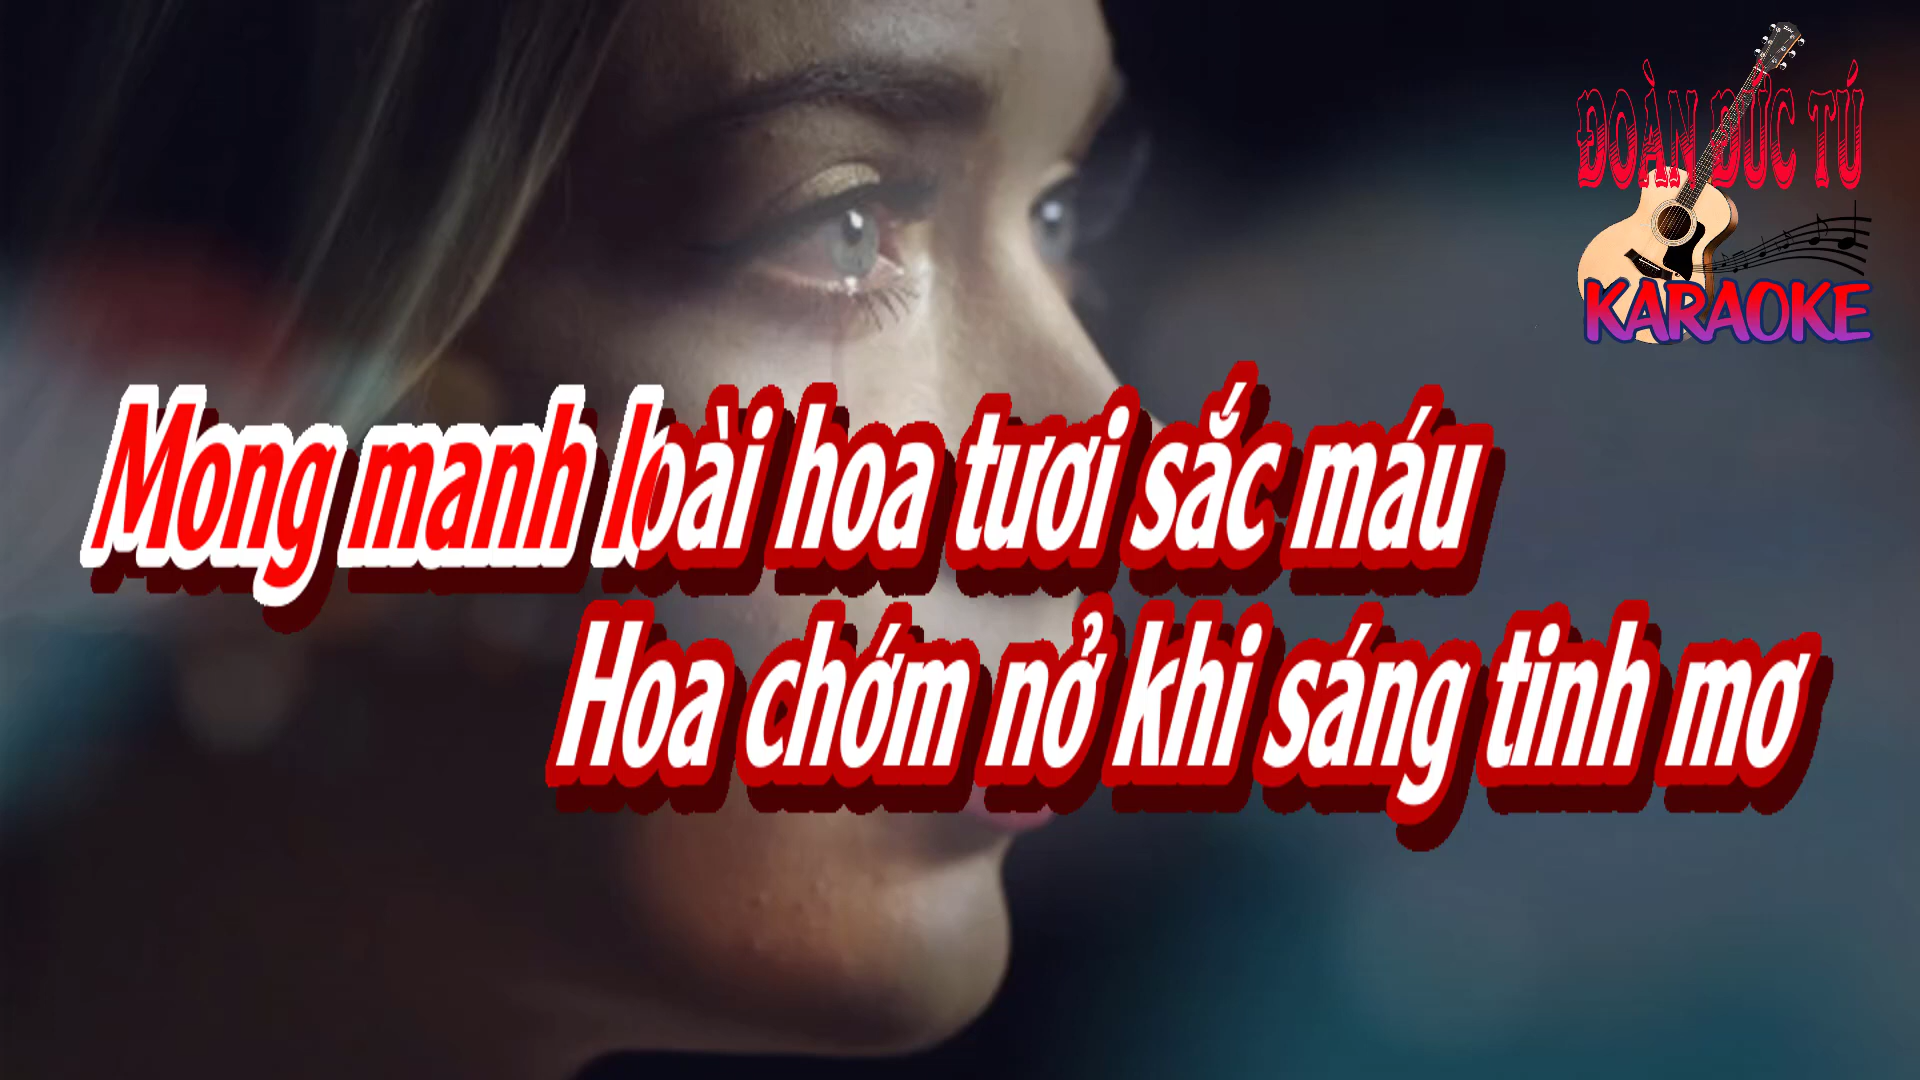 ĐOÀN ĐỨC TÚ
KARAOKE
Mong manh loài hoa tươi sắc máu
Hoa chớm nở khi sáng tinh mơ